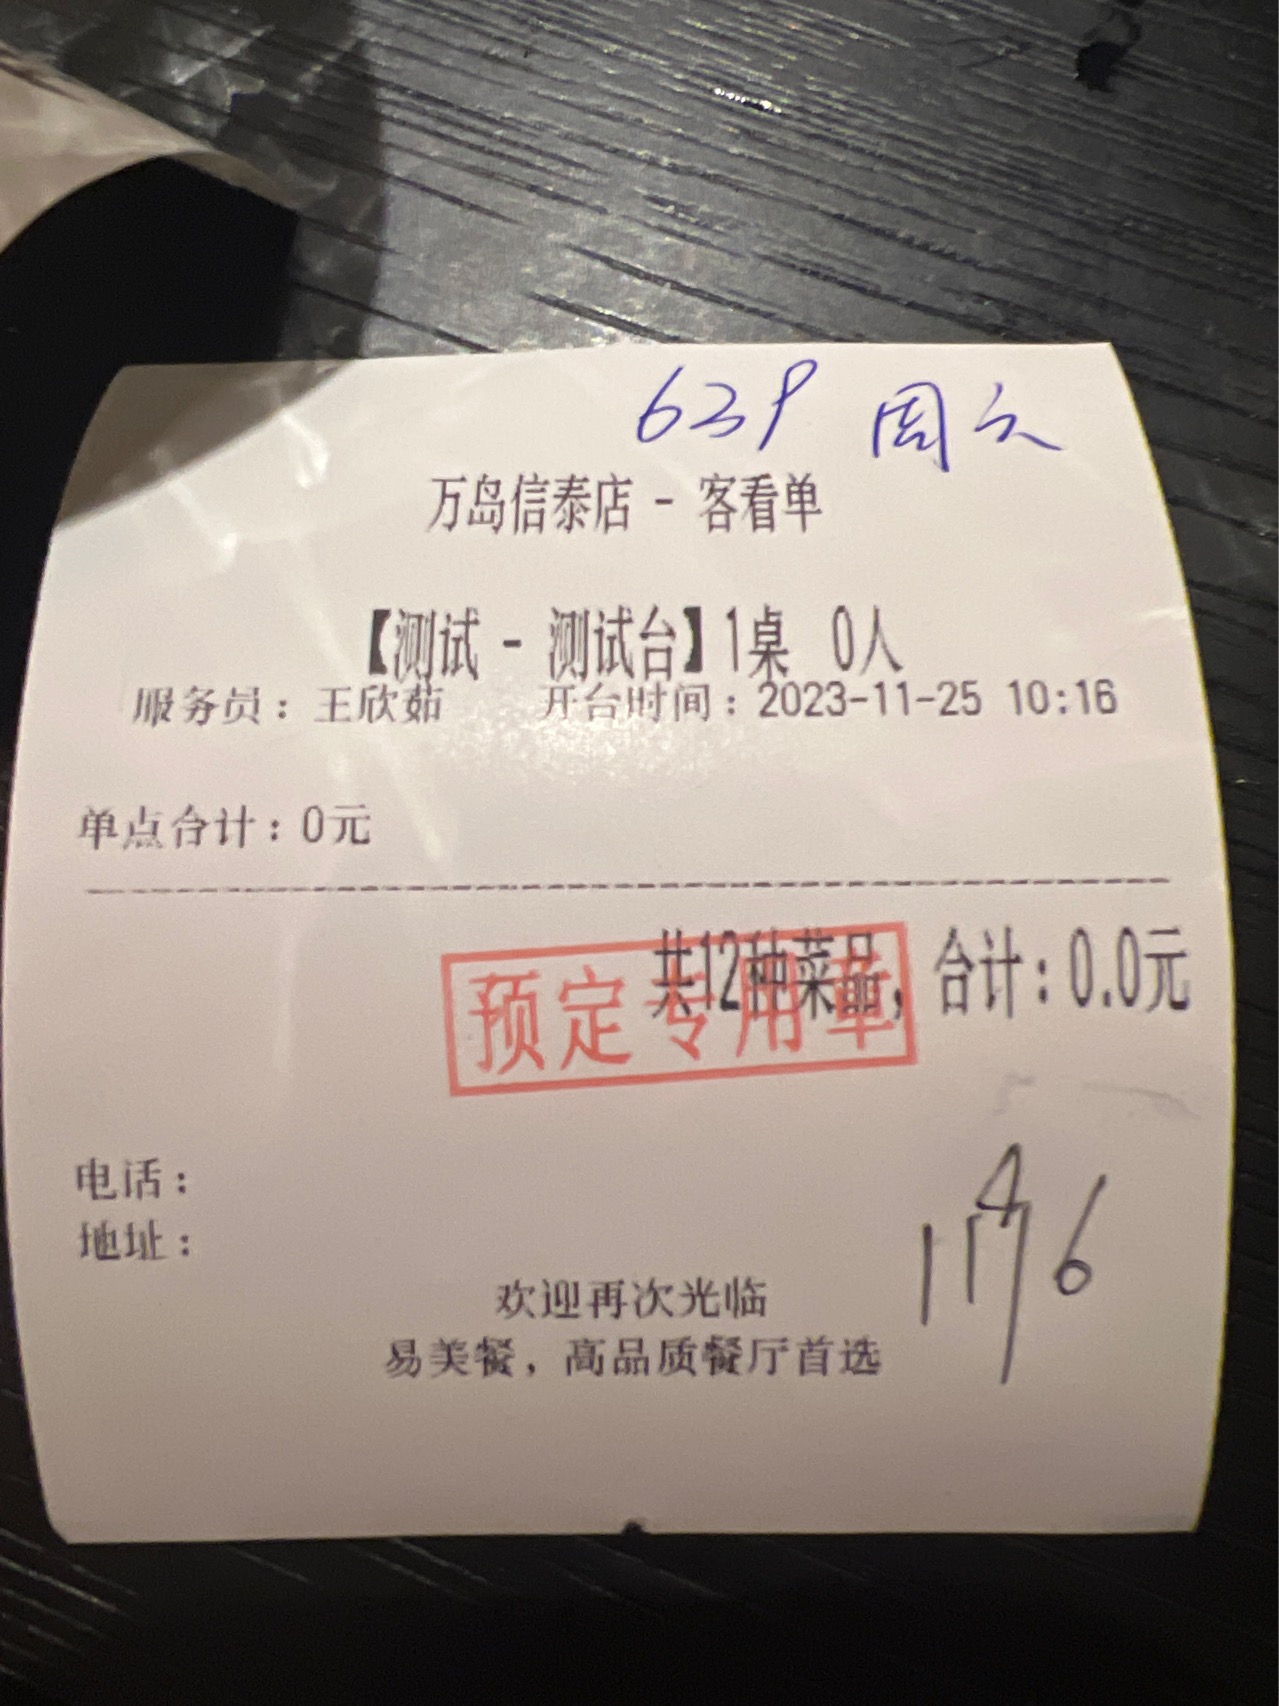 639 周六
万岛信泰店 - 客看单
【测试 - 测试台】1桌 0人
服务员：王欣茹 开台时间：2023-11-25 10:16
单点合计：0元
共12种菜品，合计：0.0元
预定专用章
电话：
地址：
欢迎再次光临
易美餐，高品质餐厅首选